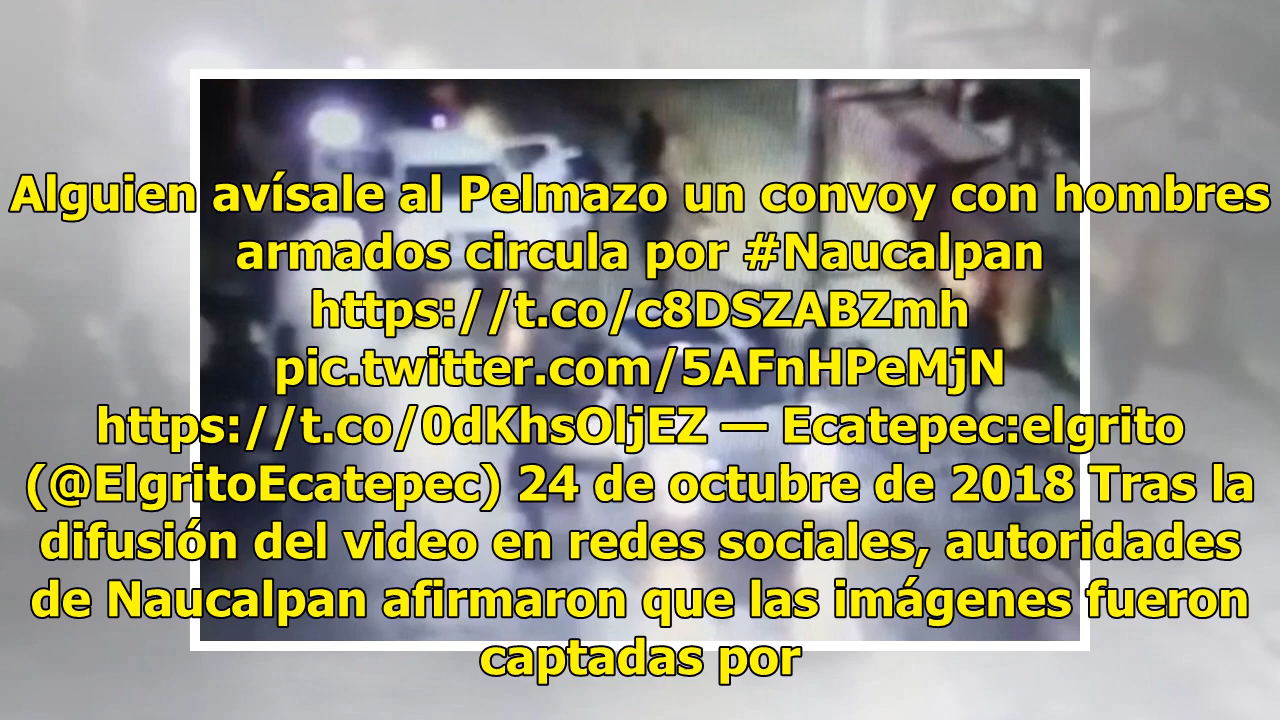 Alguien avísale al Pelmazo un convoy con hombres
armados circula por #Naucalpan
https://t.co/c8DSZABZmh
pic.twitter.com/5AFnHPeMjN
https://t.co/0dKhsOljEZ — Ecatepec:elgrito
(@ElgritoEcatepec) 24 de octubre de 2018 Tras la
difusión del video en redes sociales, autoridades
de Naucalpan afirmaron que las imágenes fueron
captadas por